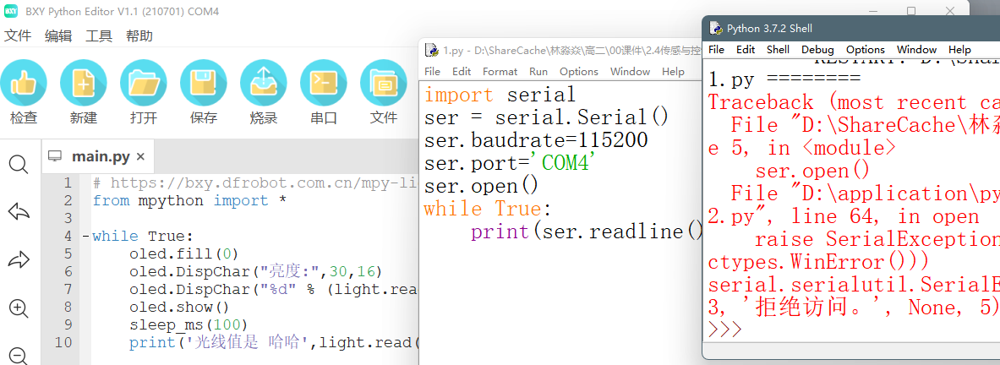 BXY Python Editor V1.1 (210701) COM4
文件 编辑 工具 帮助
检查 新建 打开 保存 烧录 串口 文件
main.py ×
1 # https://bxy.dfrobot.com.cn/mpy-li
2 from mpython import *
3
4 while True:
5 oled.fill(0)
6 oled.DispChar("亮度:",30,16)
7 oled.DispChar("%d" % (light.rea
8 oled.show()
9 sleep_ms(100)
10 print('光线值是 哈哈',light.read(
1.py - D:\ShareCache\林淼焱\高二\00课件\2.4传感与控
File Edit Format Run Options Window Help
import serial
ser = serial.Serial()
ser.baudrate=115200
ser.port='COM4'
ser.open()
while True:
print(ser.readline()
Python 3.7.2 Shell
File Edit Shell Debug Options Window Help
1.py ========
Traceback (most recent ca
File "D:\ShareCache\林淼
e 5, in <module>
ser.open()
File "D:\application\py
2.py", line 64, in open
raise SerialException
ctypes.WinError()))
serial.serialutil.SerialE
3, '拒绝访问。', None, 5)
>>>